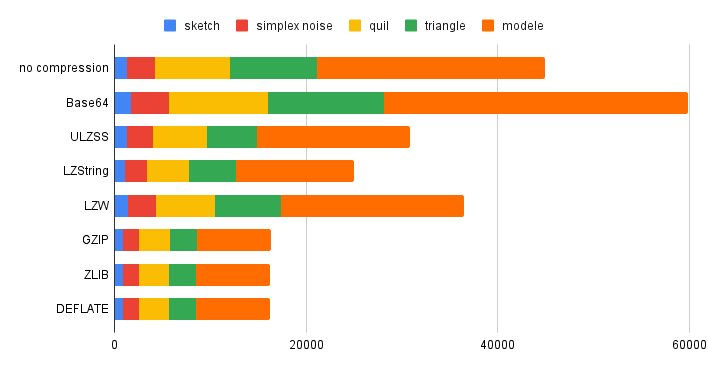 sketch simplex noise quil triangle modele
no compression
Base64
ULZSS
LZString
LZW
GZIP
ZLIB
DEFLATE
0 20000 40000 60000